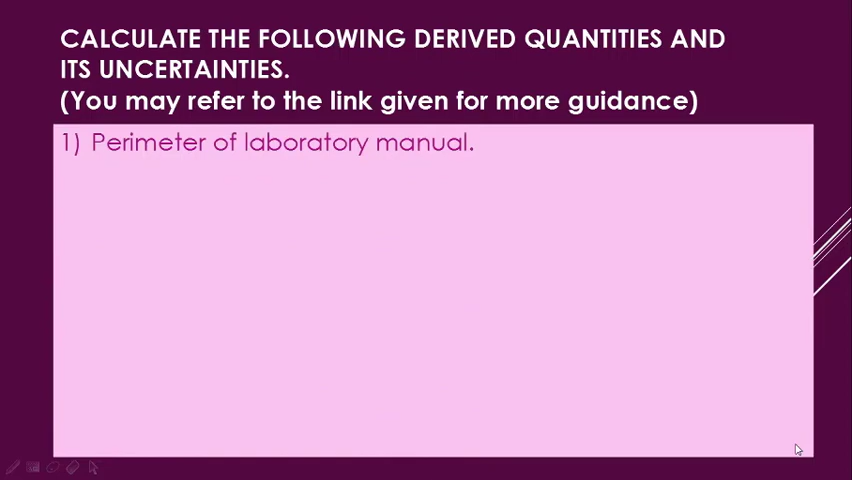 CALCULATE THE FOLLOWING DERIVED QUANTITIES AND
ITS UNCERTAINTIES.
(You may refer to the link given for more guidance)
1) Perimeter of laboratory manual.